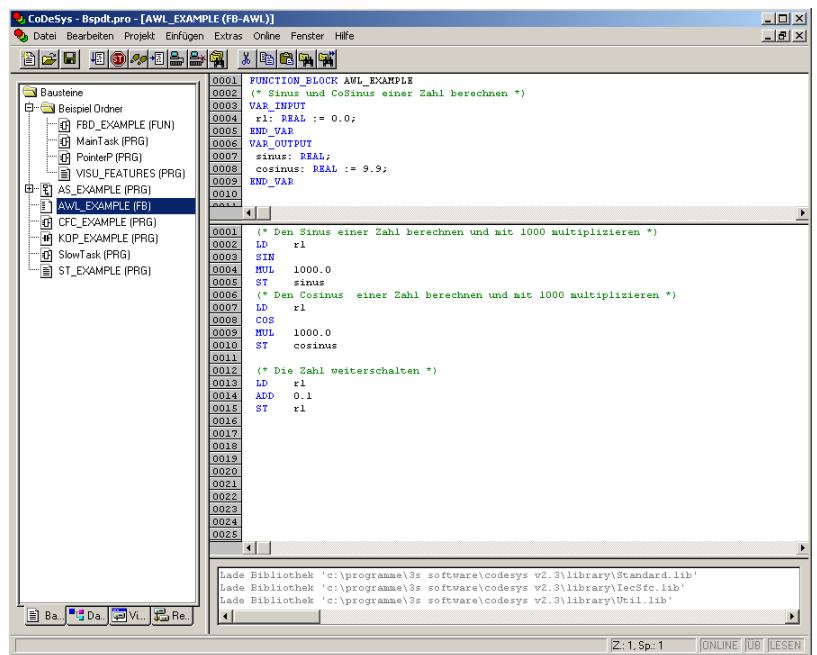 CoDeSys - Bspdt.pro - [AWL_EXAMPLE (FB-AWL)]
Datei Bearbeiten Projekt Einfügen Extras Online Fenster Hilfe
Bausteine
Beispiel Ordner
FBD_EXAMPLE (FUN)
MainTask (PRG)
PointerP (PRG)
VISU_FEATURES (PRG)
AS_EXAMPLE (PRG)
AWL_EXAMPLE (FB)
CFC_EXAMPLE (PRG)
KOP_EXAMPLE (PRG)
SlowTask (PRG)
ST_EXAMPLE (PRG)
Ba.. Da.. Vi... Re..
0001 FUNCTION_BLOCK AWL_EXAMPLE
0002 (* Sinus und CoSinus einer Zahl berechnen *)
0003 VAR_INPUT
0004 r1: REAL := 0.0;
0005 END_VAR
0006 VAR_OUTPUT
0007 sinus: REAL;
0008 cosinus: REAL := 9.9;
0009 END_VAR
0010
0011
0001 (* Den Sinus einer Zahl berechnen und mit 1000 multiplizieren *)
0002 LD r1
0003 SIN
0004 MUL 1000.0
0005 ST sinus
0006 (* Den Cosinus einer Zahl berechnen und mit 1000 multiplizieren *)
0007 LD r1
0008 COS
0009 MUL 1000.0
0010 ST cosinus
0011
0012 (* Die Zahl weiterschalten *)
0013 LD r1
0014 ADD 0.1
0015 ST r1
0016
0017
0018
0019
0020
0021
0022
0023
0024
0025
Lade Bibliothek 'c:\programme\3s software\codesys v2.3\library\Standard.lib'
Lade Bibliothek 'c:\programme\3s software\codesys v2.3\library\IecSfc.lib'
Lade Bibliothek 'c:\programme\3s software\codesys v2.3\library\Util.lib'
Z.: 1, Sp.: 1 ONLINE ÜB LESEN